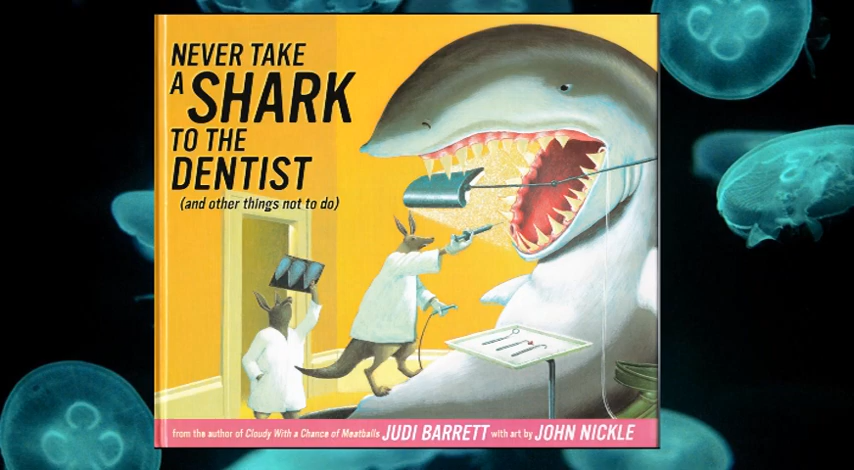 NEVER TAKE
A SHARK
TO THE
DENTIST
(and other things not to do)
from the author of Cloudy With a Chance of Meatballs JUDI BARRETT with art by JOHN NICKLE